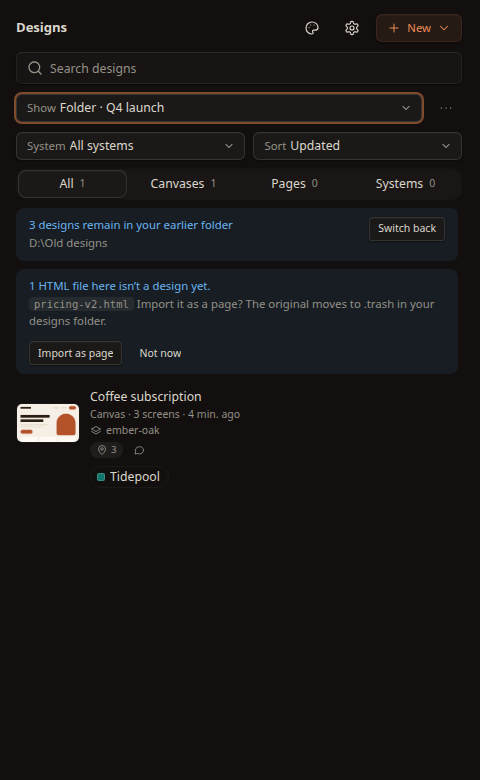 Designs
New
Search designs
Show Folder · Q4 launch
System All systems
Sort Updated
All 1
Canvases 1
Pages 0
Systems 0
3 designs remain in your earlier folder
D:\Old designs
Switch back
1 HTML file here isn't a design yet.
pricing-v2.html Import it as a page? The original moves to .trash in your
designs folder.
Import as page
Not now
Coffee subscription
Canvas · 3 screens · 4 min. ago
ember-oak
3
Tidepool